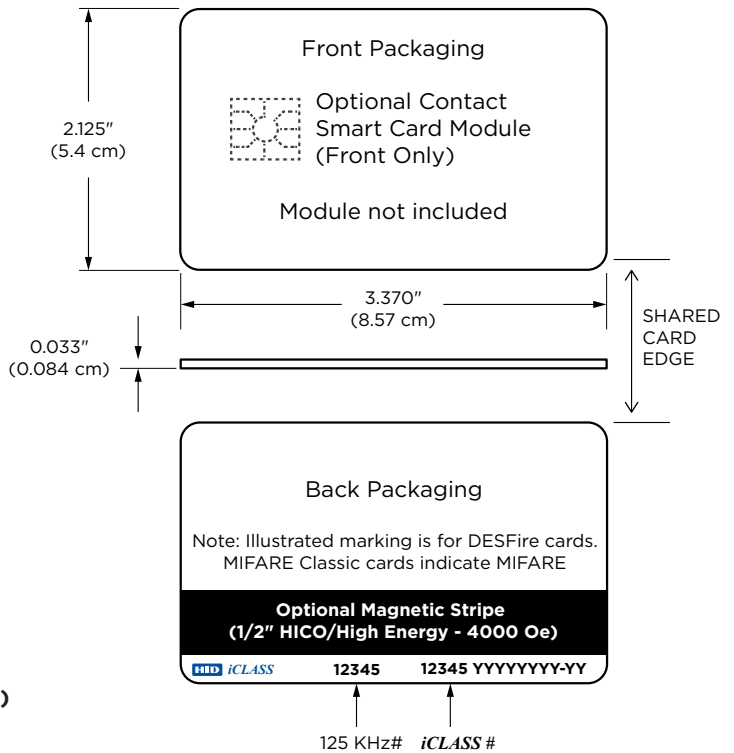 Front Packaging
Optional Contact
Smart Card Module
(Front Only)
Module not included
2.125"
(5.4 cm)
3.370"
(8.57 cm)
SHARED
CARD
EDGE
0.033"
(0.084 cm)
Back Packaging
Note: Illustrated marking is for DESFire cards.
MIFARE Classic cards indicate MIFARE
Optional Magnetic Stripe
(1/2" HICO/High Energy - 4000 Oe)
HID iCLASS 12345 12345 YYYYYYYY-YY
)
125 KHz# iCLASS #